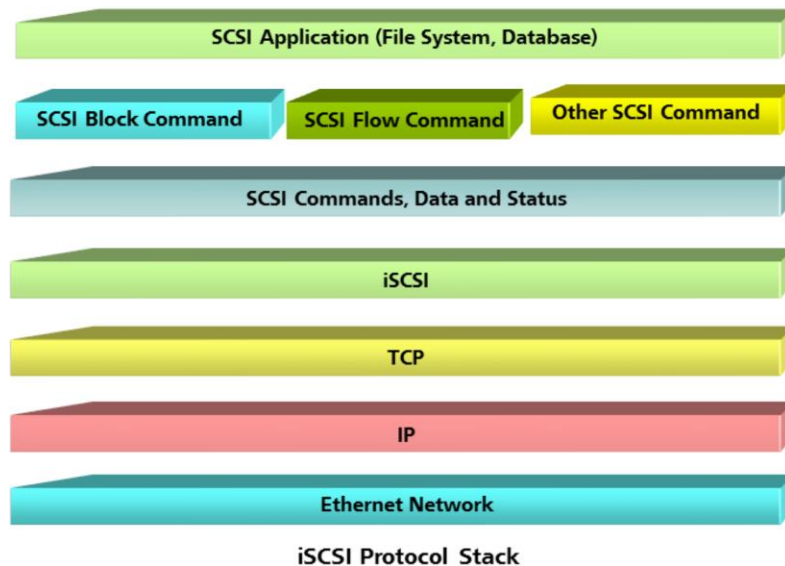 SCSI Application (File System, Database)
SCSI Block Command
SCSI Flow Command
Other SCSI Command
SCSI Commands, Data and Status
iSCSI
TCP
IP
Ethernet Network
iSCSI Protocol Stack